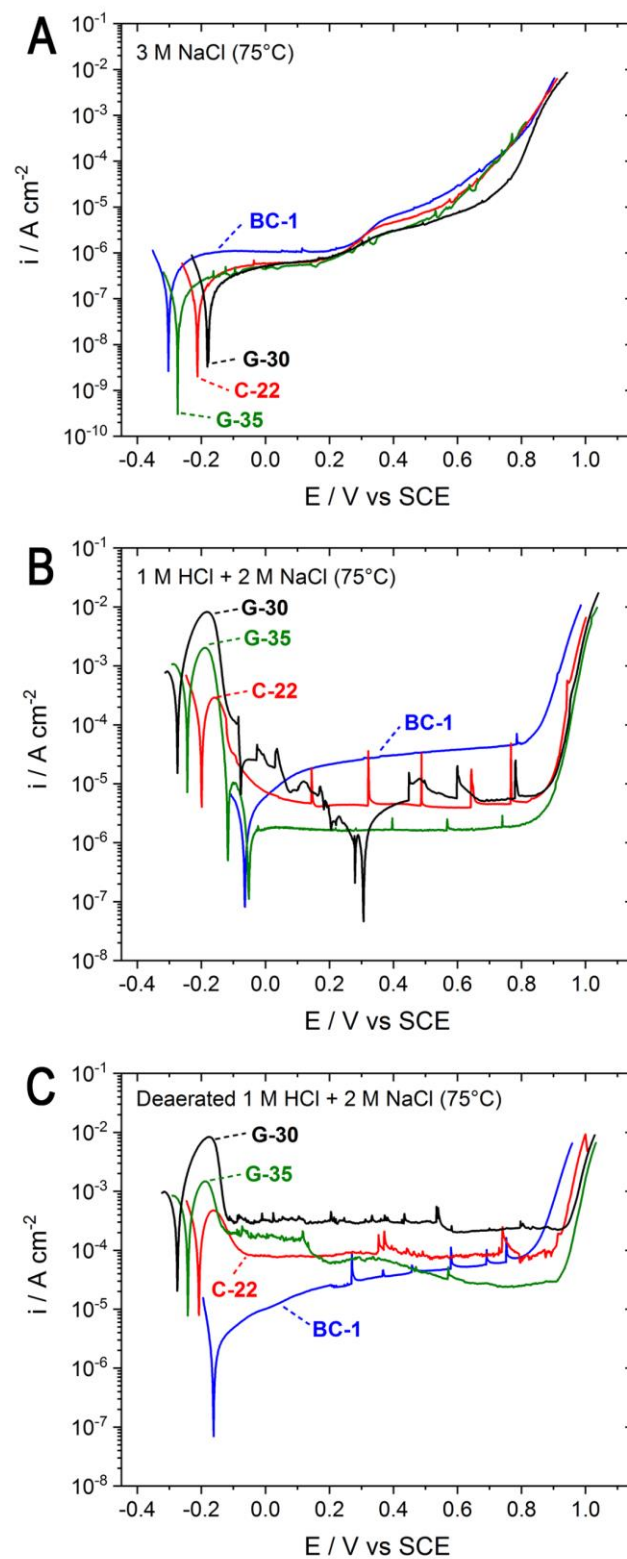 A
3 M NaCl (75°C)
10⁻¹
10⁻²
10⁻³
10⁻⁴
10⁻⁵
10⁻⁶
10⁻⁷
10⁻⁸
10⁻⁹
10⁻¹⁰
i / A cm⁻²
BC-1
G-30
C-22
G-35
-0.4 -0.2 0.0 0.2 0.4 0.6 0.8 1.0
E / V vs SCE
B
1 M HCl + 2 M NaCl (75°C)
10⁻¹
10⁻²
10⁻³
10⁻⁴
10⁻⁵
10⁻⁶
10⁻⁷
10⁻⁸
i / A cm⁻²
G-30
G-35
C-22
BC-1
-0.4 -0.2 0.0 0.2 0.4 0.6 0.8 1.0
E / V vs SCE
C
Deaerated 1 M HCl + 2 M NaCl (75°C)
10⁻¹
10⁻²
10⁻³
10⁻⁴
10⁻⁵
10⁻⁶
10⁻⁷
10⁻⁸
i / A cm⁻²
G-30
G-35
C-22
BC-1
-0.4 -0.2 0.0 0.2 0.4 0.6 0.8 1.0
E / V vs SCE